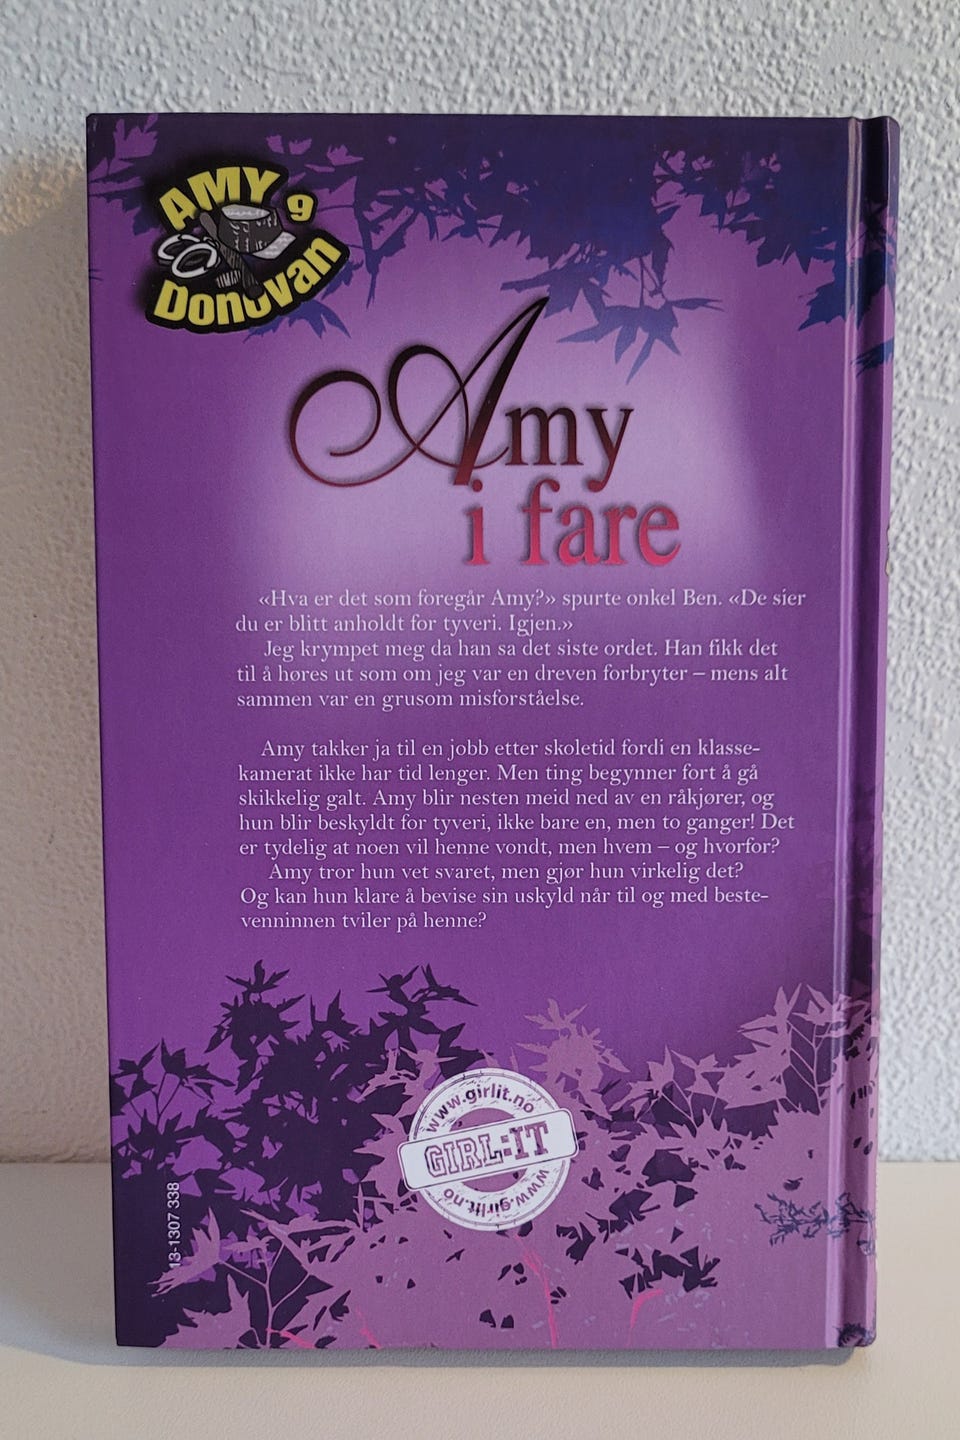 AMY 9
Donovan
Amy
i fare
«Hva er det som foregår Amy?» spurte onkel Ben. «De sier
du er blitt anholdt for tyveri. Igjen.»
Jeg krympet meg da han sa det siste ordet. Han fikk det
til å høres ut som om jeg var en dreven forbryter – mens alt
sammen var en grusom misforståelse.
Amy takker ja til en jobb etter skoletid fordi en klasse-
kamerat ikke har tid lenger. Men ting begynner fort å gå
skikkelig galt. Amy blir nesten meid ned av en råkjører, og
hun blir beskyldt for tyveri, ikke bare en, men to ganger! Det
er tydelig at noen vil henne vondt, men hvem – og hvorfor?
Amy tror hun vet svaret, men gjør hun virkelig det?
Og kan hun klare å bevise sin uskyld når til og med beste-
venninnen tviler på henne?
www.girlit.no
GIRL:IT
www.girlit.no
13-1307 338